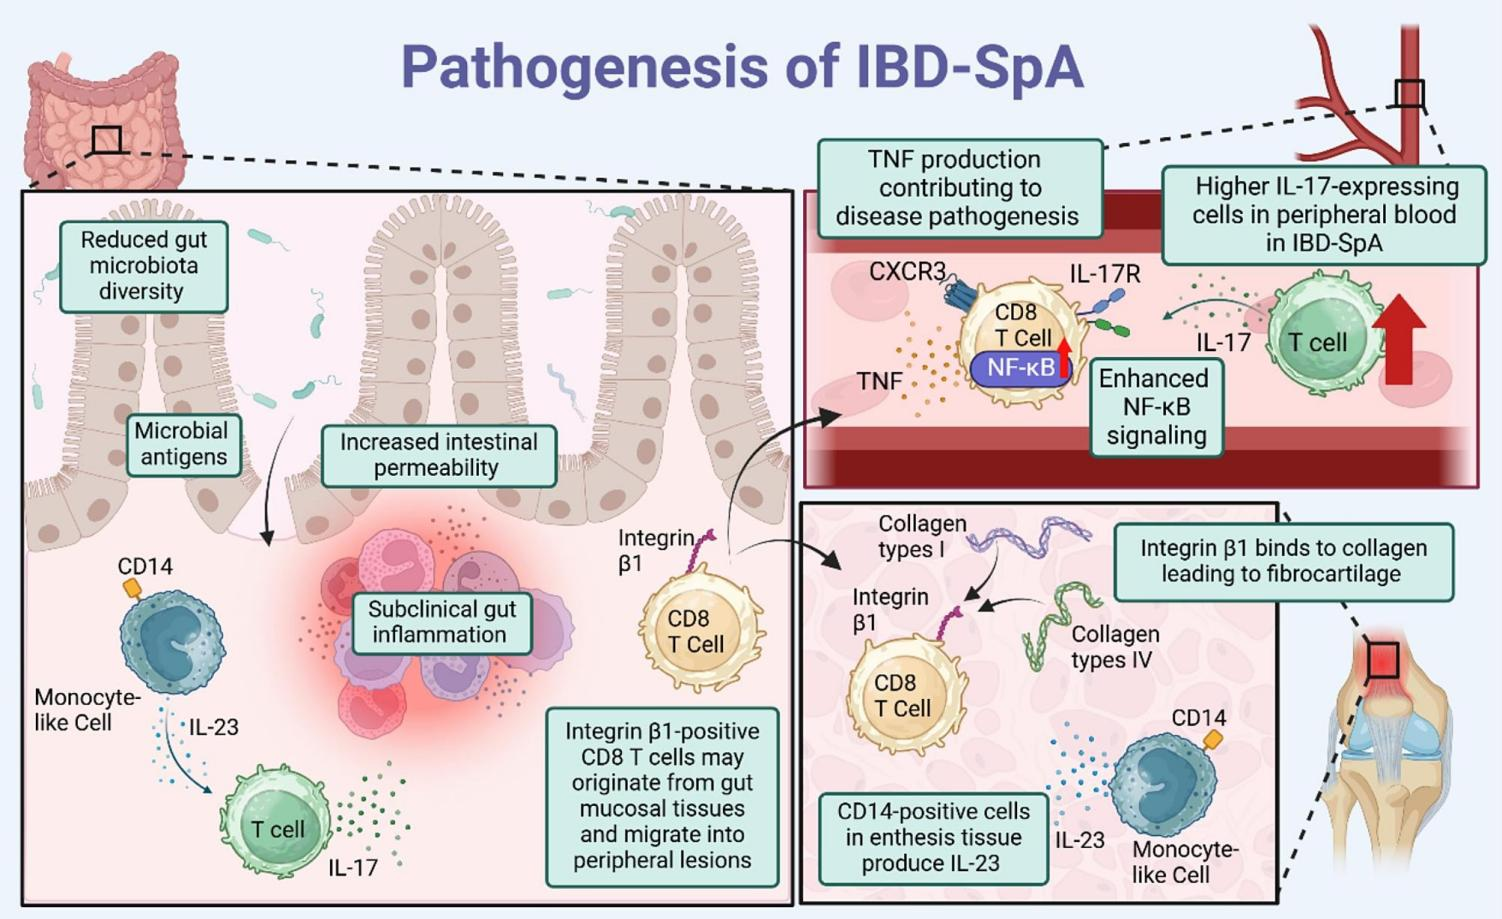 Pathogenesis of IBD-SpA
Reduced gut
microbiota
diversity
Microbial
antigens
Increased intestinal
permeability
CD14
Monocyte-
like Cell
IL-23
T cell
IL-17
Subclinical gut
inflammation
Integrin
β1
CD8
T Cell
Integrin β1-positive
CD8 T cells may
originate from gut
mucosal tissues
and migrate into
peripheral lesions
TNF production
contributing to
disease pathogenesis
Higher IL-17-expressing
cells in peripheral blood
in IBD-SpA
CXCR3
IL-17R
CD8
T Cell
NF-κB
TNF
IL-17
T cell
Enhanced
NF-κB
signaling
Collagen
types I
Integrin β1 binds to collagen
leading to fibrocartilage
Integrin
β1
Collagen
types IV
CD8
T Cell
CD14
CD14-positive cells
in enthesis tissue
produce IL-23
IL-23
Monocyte-
like Cell